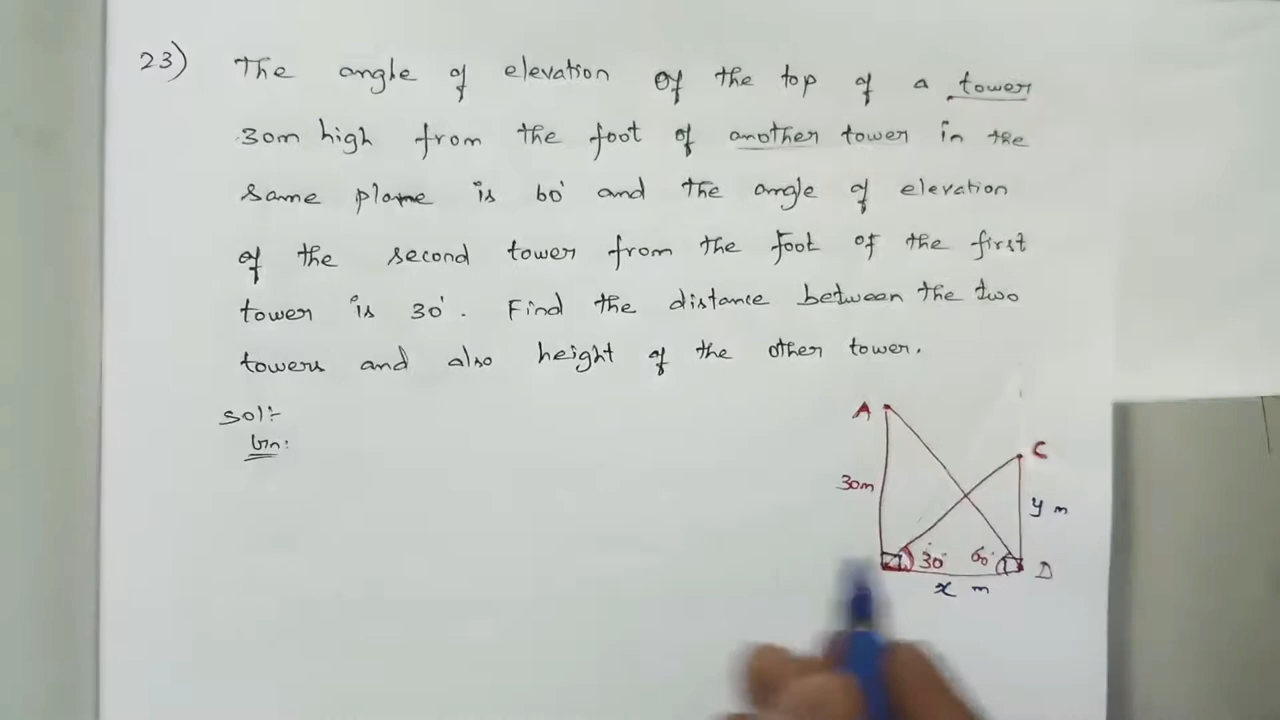 23) The angle of elevation of the top of a tower
30m high from the foot of another tower in the
same plane is 60° and the angle of elevation
of the second tower from the foot of the first
tower is 30°. Find the distance between the two
towers and also height of the other tower.
Sol:-
Gn:
A
C
30m
y m
30° 60°
D
x m